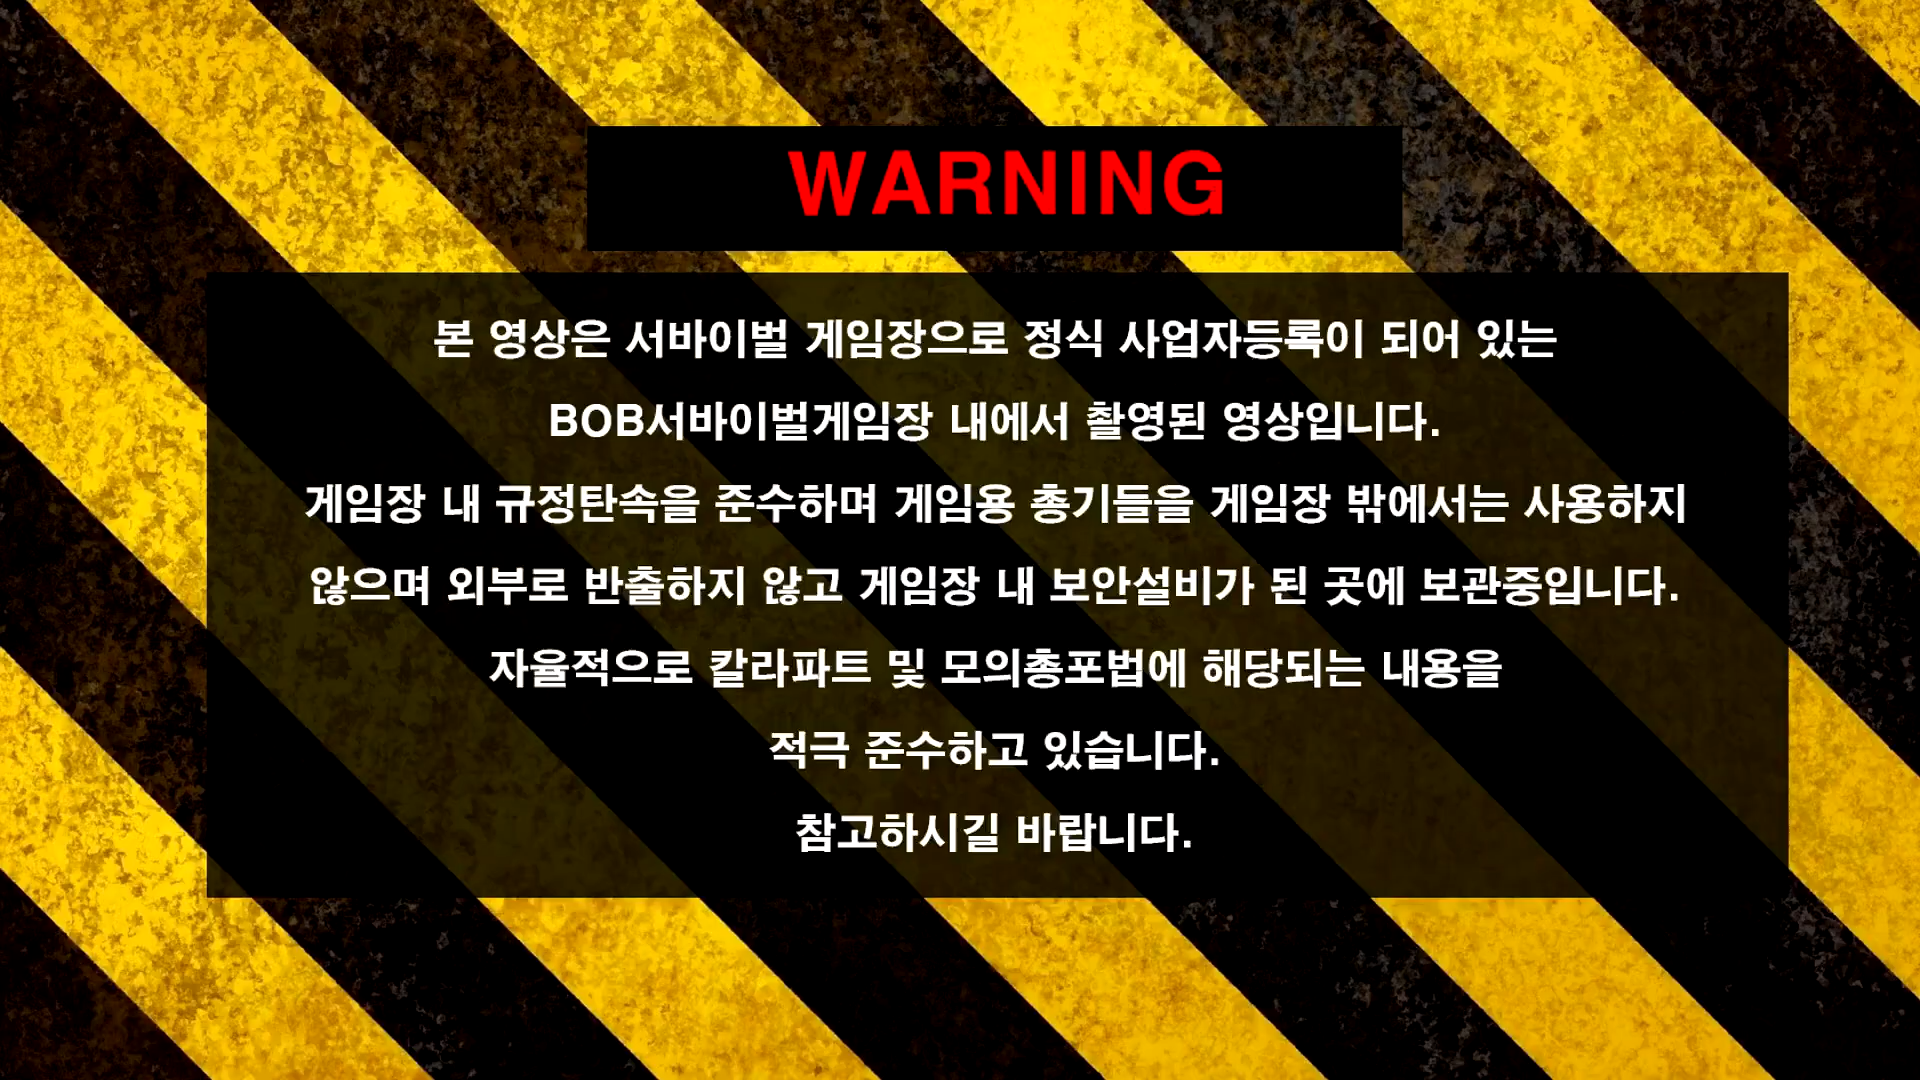 WARNING
본 영상은 서바이벌 게임장으로 정식 사업자등록이 되어 있는
BOB서바이벌게임장 내에서 촬영된 영상입니다.
게임장 내 규정탄속을 준수하며 게임용 총기들을 게임장 밖에서는 사용하지
않으며 외부로 반출하지 않고 게임장 내 보안설비가 된 곳에 보관중입니다.
자율적으로 칼라파트 및 모의총포법에 해당되는 내용을
적극 준수하고 있습니다.
참고하시길 바랍니다.